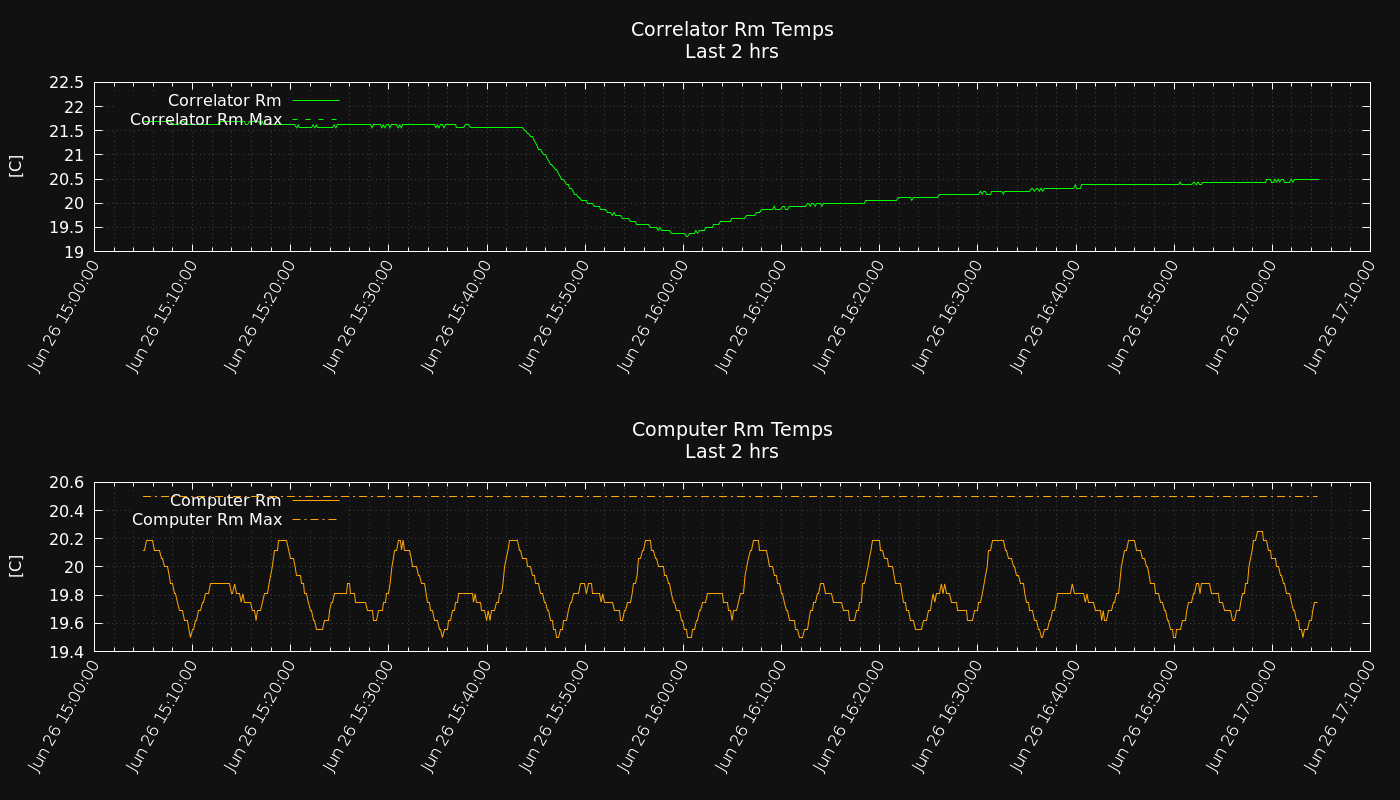 Correlator Rm Temps
Last 2 hrs
22.5
22
21.5
21
20.5
20
19.5
19
[C]
Correlator Rm
Correlator Rm Max
Jun 26 15:00:00
Jun 26 15:10:00
Jun 26 15:20:00
Jun 26 15:30:00
Jun 26 15:40:00
Jun 26 15:50:00
Jun 26 16:00:00
Jun 26 16:10:00
Jun 26 16:20:00
Jun 26 16:30:00
Jun 26 16:40:00
Jun 26 16:50:00
Jun 26 17:00:00
Jun 26 17:10:00
Computer Rm Temps
Last 2 hrs
20.6
20.4
20.2
20
19.8
19.6
19.4
[C]
Computer Rm
Computer Rm Max
Jun 26 15:00:00
Jun 26 15:10:00
Jun 26 15:20:00
Jun 26 15:30:00
Jun 26 15:40:00
Jun 26 15:50:00
Jun 26 16:00:00
Jun 26 16:10:00
Jun 26 16:20:00
Jun 26 16:30:00
Jun 26 16:40:00
Jun 26 16:50:00
Jun 26 17:00:00
Jun 26 17:10:00